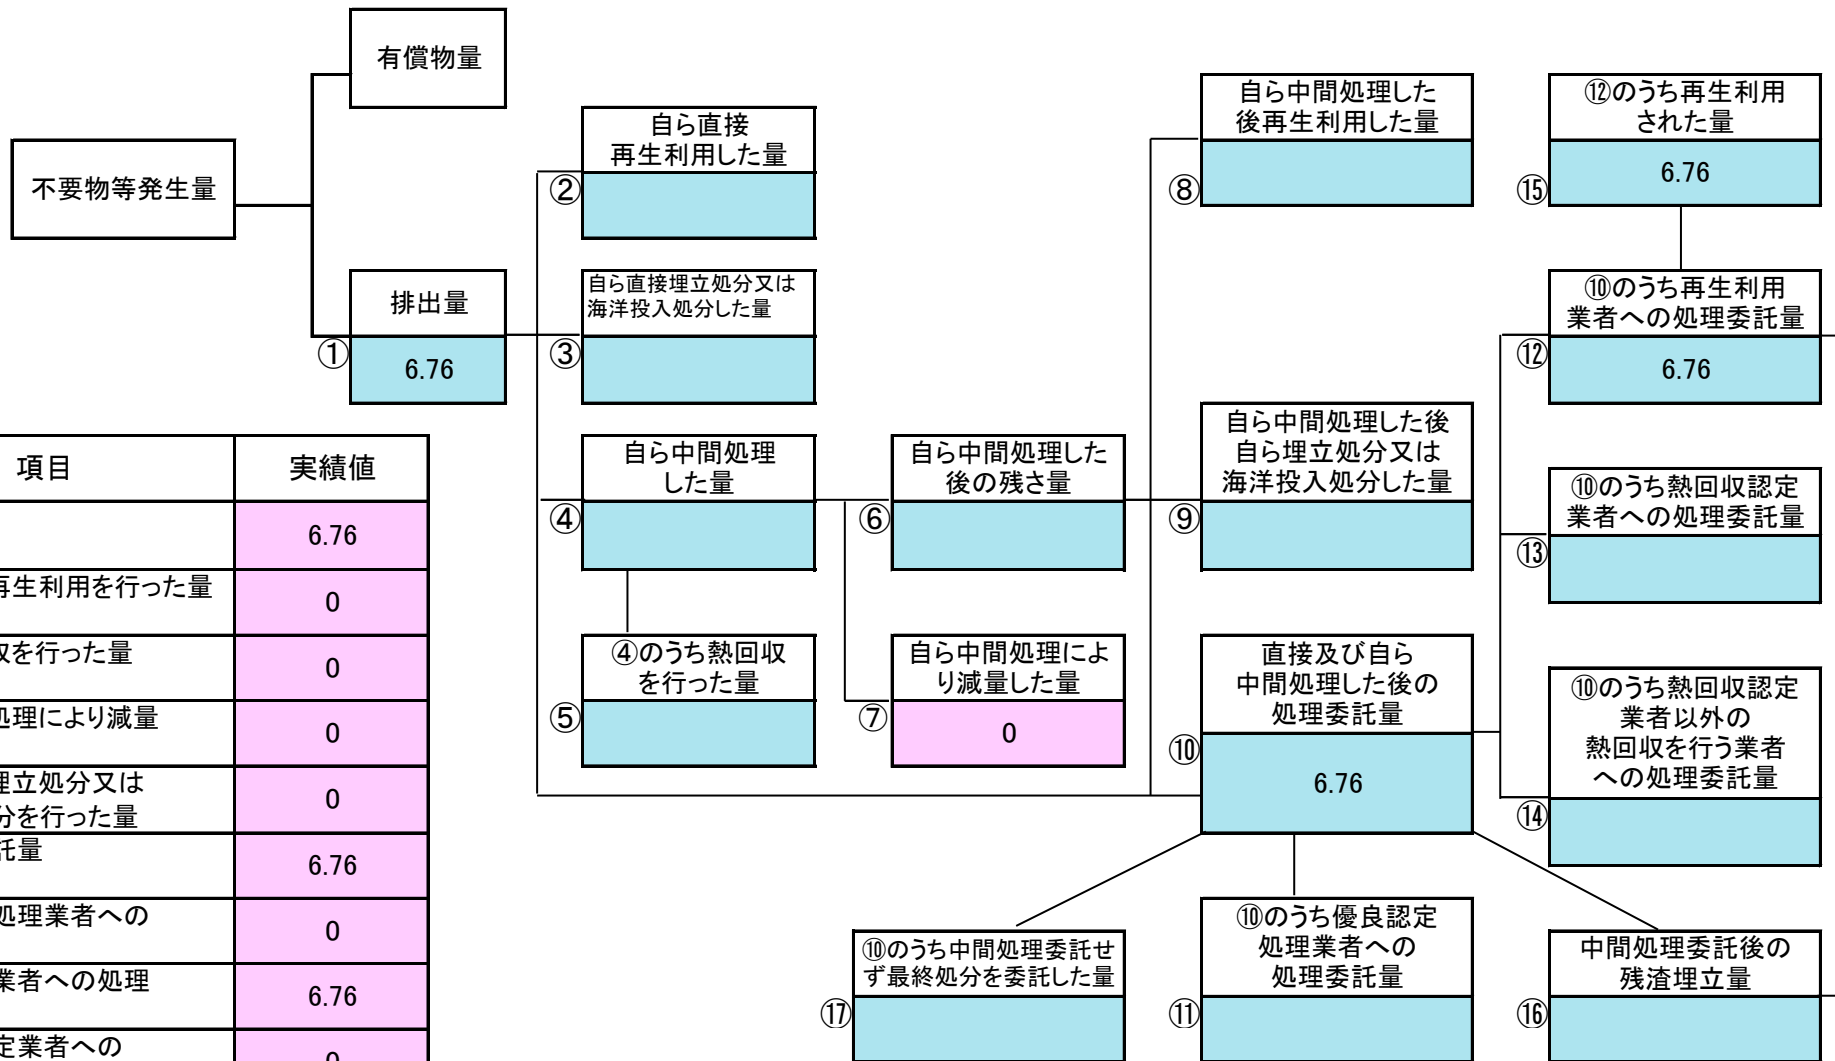 有償物量
不要物等発生量
排出量
①
6.76
自ら直接
再生利用した量
②
自ら直接埋立処分又は
海洋投入処分した量
③
自ら中間処理
した量
④
④のうち熱回収
を行った量
⑤
自ら中間処理した
後の残さ量
⑥
自ら中間処理によ
り減量した量
⑦
0
自ら中間処理した
後再生利用した量
⑧
自ら中間処理した後
自ら埋立処分又は
海洋投入処分した量
⑨
直接及び自ら
中間処理した後の
処理委託量
⑩
6.76
⑫のうち再生利用
された量
⑮
6.76
⑩のうち再生利用
業者への処理委託量
⑫
6.76
⑩のうち熱回収認定
業者への処理委託量
⑬
⑩のうち熱回収認定
業者以外の
熱回収を行う業者
への処理委託量
⑭
⑩のうち中間処理委託せ
ず最終処分を委託した量
⑰
⑩のうち優良認定
処理業者への
処理委託量
⑪
中間処理委託後の
残渣埋立量
⑯
項目 実績値
6.76
再生利用を行った量 0
を行った量 0
処理により減量 0
埋立処分又は
を行った量 0
託量 6.76
処理業者への 0
業者への処理 6.76
定業者への 0